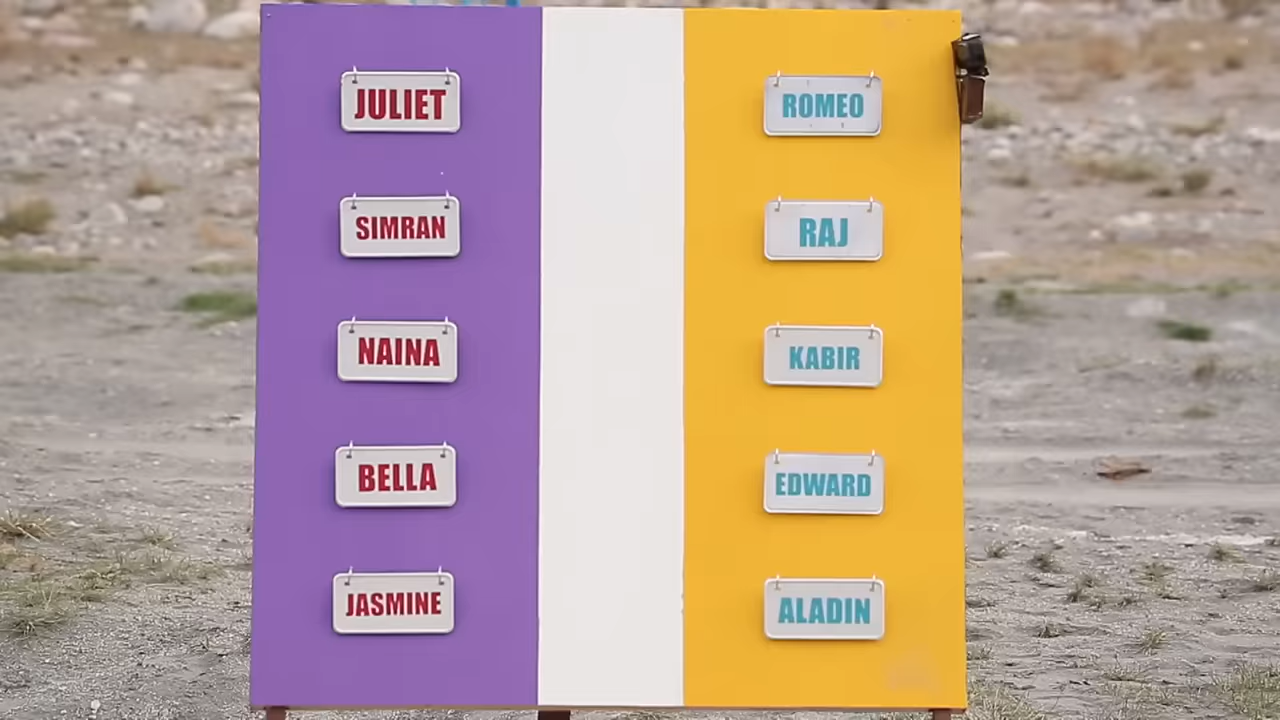 JULIET
ROMEO
SIMRAN
RAJ
NAINA
KABIR
BELLA
EDWARD
JASMINE
ALADIN